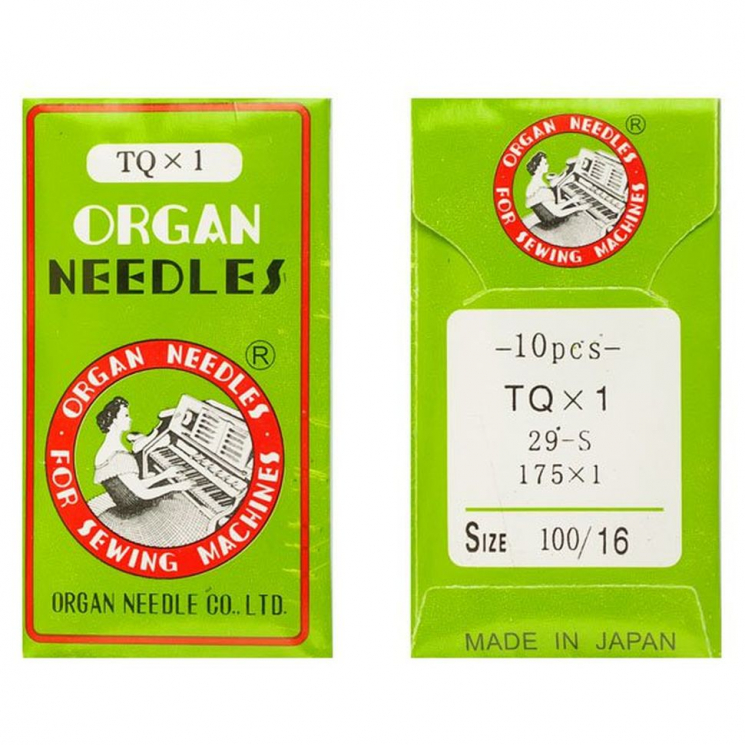 TQ × 1
ORGAN
NEEDLES
®
ORGAN NEEDLES
FOR SEWING MACHINES
ORGAN NEEDLE CO., LTD.
®
ORGAN NEEDLES
FOR SEWING MACHINES
-10pcs-
TQ × 1
29-S
175×1
SIZE 100/16
MADE IN JAPAN